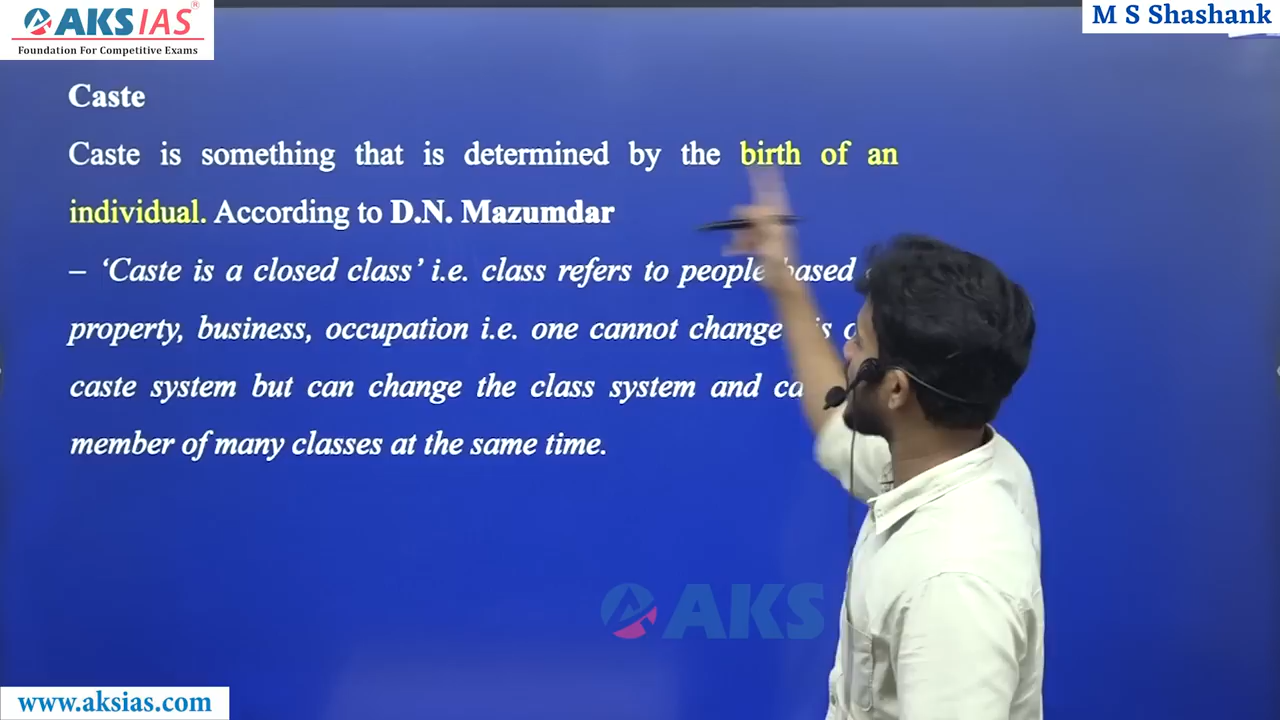 AKSIAS®
Foundation For Competitive Exams
M S Shashank
Caste
Caste is something that is determined by the birth of an
individual. According to D.N. Mazumdar
– ‘Caste is a closed class’ i.e. class refers to people based
property, business, occupation i.e. one cannot change
caste system but can change the class system and
member of many classes at the same time.
AKS
www.aksias.com